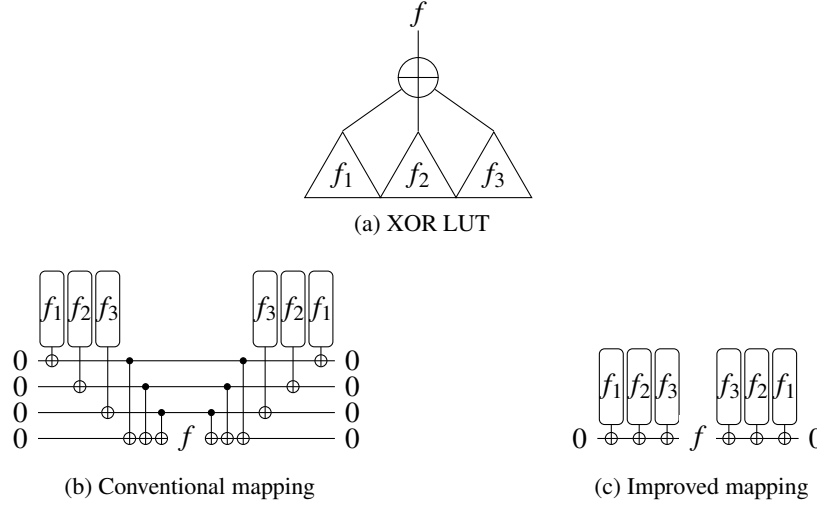 f
f1 f2 f3
(a) XOR LUT
f1 f2 f3 f3 f2 f1
0 0
0 0
0 0
0 f 0
(b) Conventional mapping
f1 f2 f3 f3 f2 f1
0 f 0
(c) Improved mapping